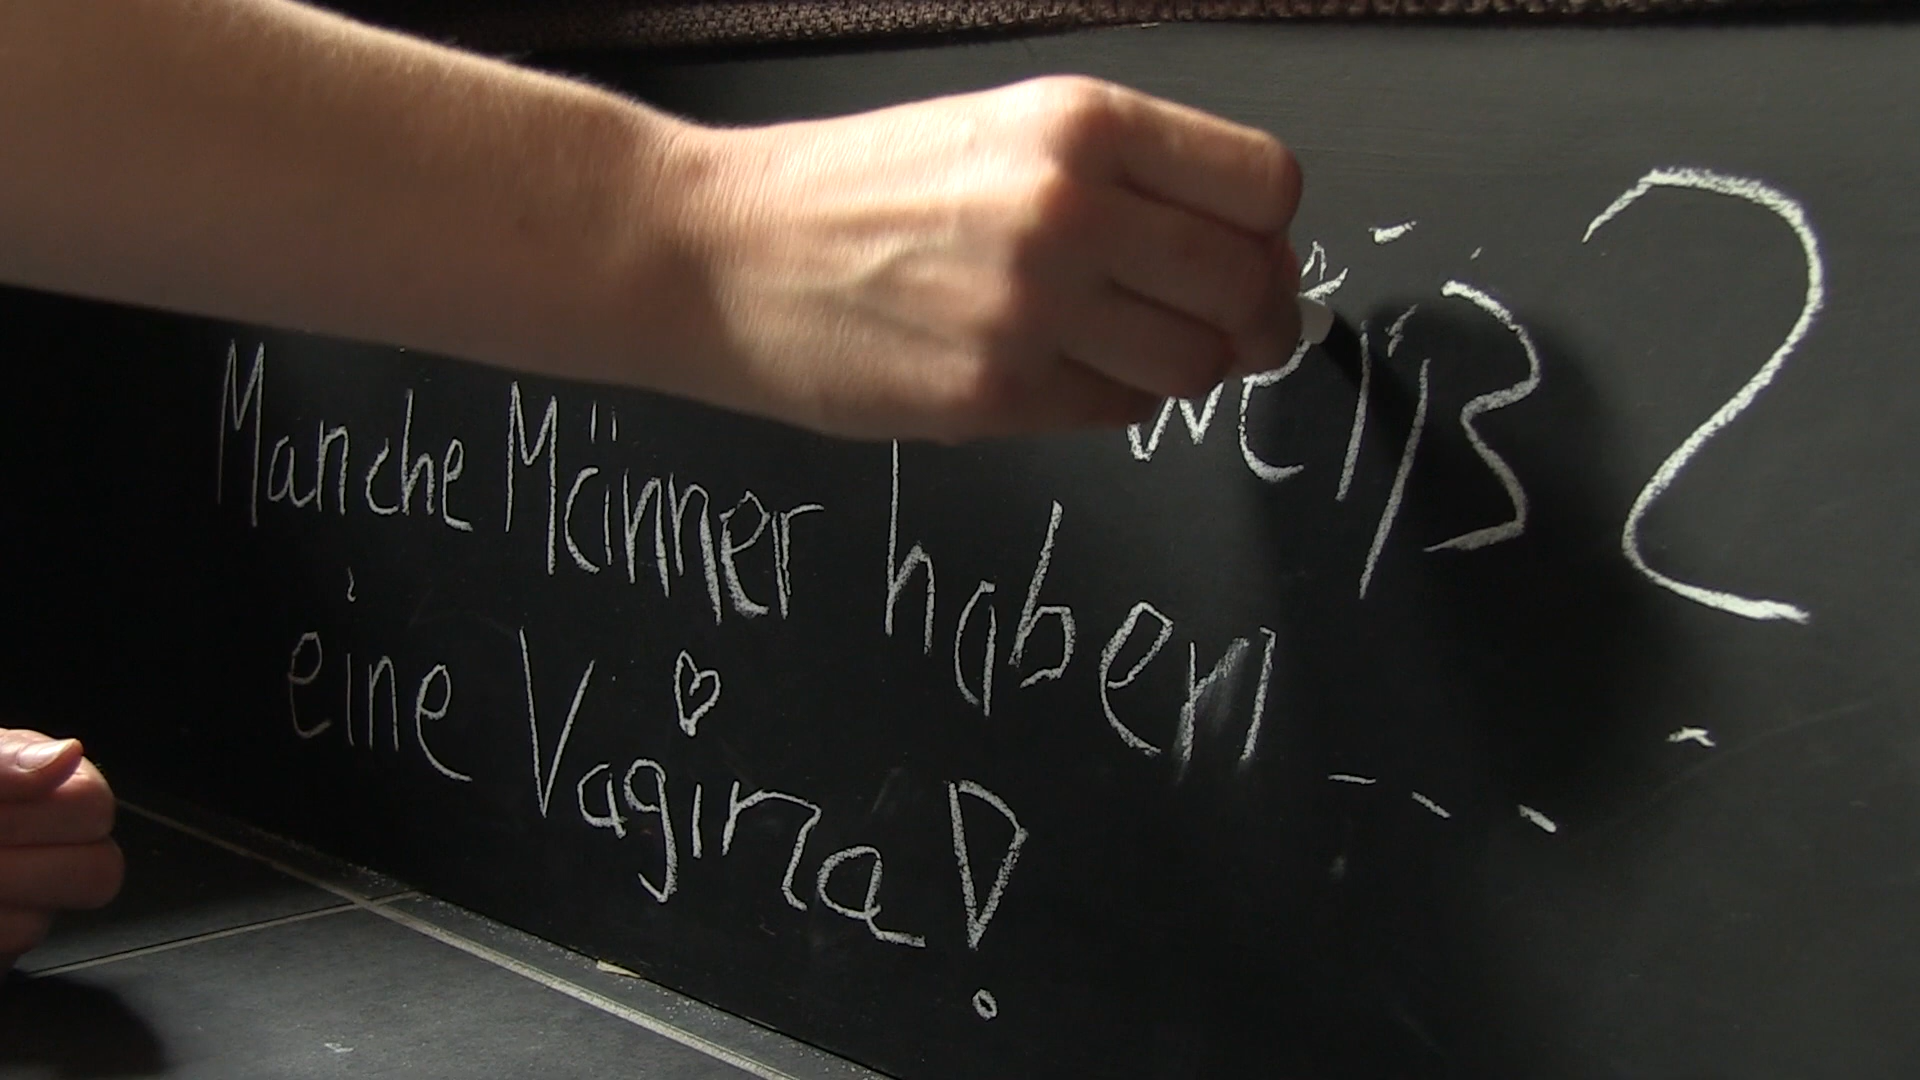 weiß?
Manche Männer haben ---
eine Vagina!